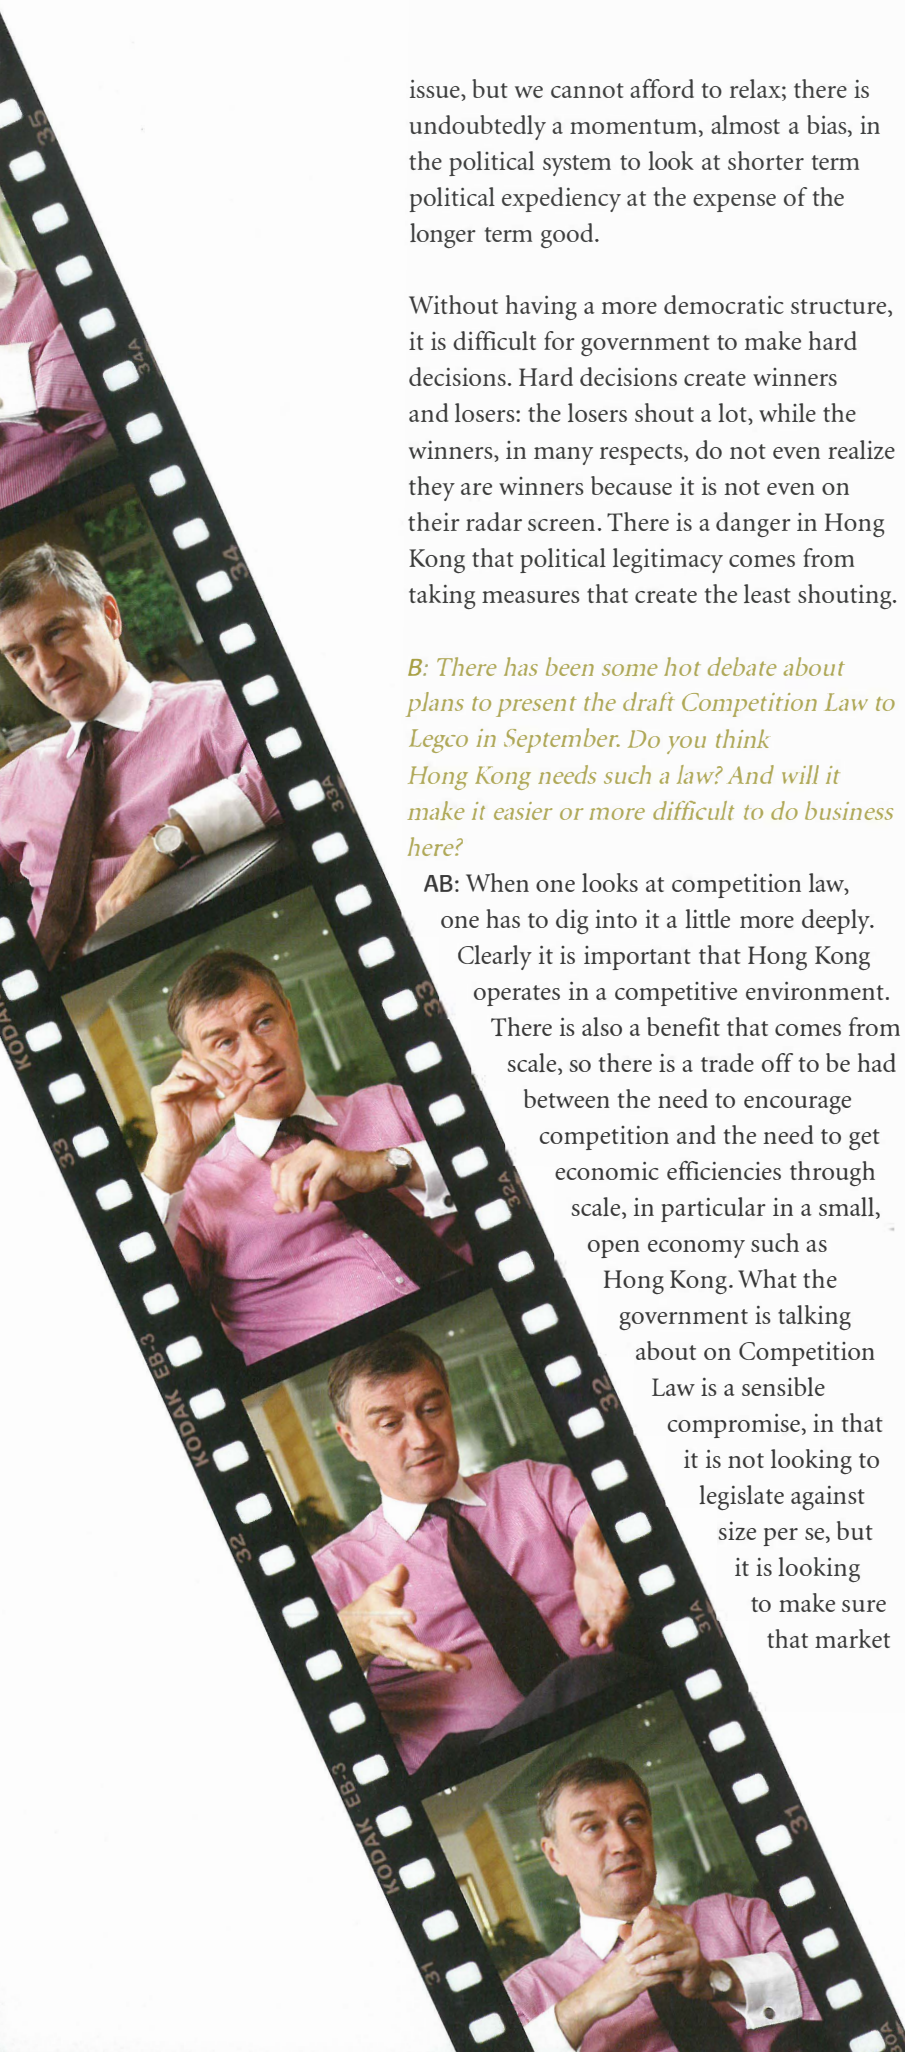 issue, but we cannot afford to relax; there is
undoubtedly a momentum, almost a bias, in
the political system to look at shorter term
political expediency at the expense of the
longer term good.
Without having a more democratic structure,
it is difficult for government to make hard
decisions. Hard decisions create winners
and losers: the losers shout a lot, while the
winners, in many respects, do not even realize
they are winners because it is not even on
their radar screen. There is a danger in Hong
Kong that political legitimacy comes from
taking measures that create the least shouting.
B: There has been some hot debate about
plans to present the draft Competition Law to
Legco in September. Do you think
Hong Kong needs such a law? And will it
make it easier or more difficult to do business
here?
AB: When one looks at competition law,
one has to dig into it a little more deeply.
Clearly it is important that Hong Kong
operates in a competitive environment.
There is also a benefit that comes from
scale, so there is a trade off to be had
between the need to encourage
competition and the need to get
economic efficiencies through
scale, in particular in a small,
open economy such as
Hong Kong. What the
government is talking
about on Competition
Law is a sensible
compromise, in that
it is not looking to
legislate against
size per se, but
it is looking
to make sure
that market
35
34A
34
33A
33
32A
32
31A
31
30A
KODAK
33
KODAK EB-3
32
KODAK EB-3
31